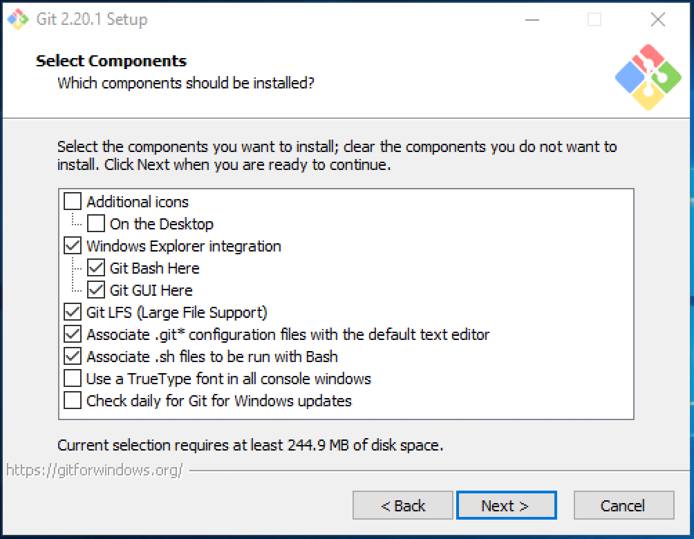 Git 2.20.1 Setup
Select Components
Which components should be installed?
Select the components you want to install; clear the components you do not want to
install. Click Next when you are ready to continue.
Additional icons
On the Desktop
Windows Explorer integration
Git Bash Here
Git GUI Here
Git LFS (Large File Support)
Associate .git* configuration files with the default text editor
Associate .sh files to be run with Bash
Use a TrueType font in all console windows
Check daily for Git for Windows updates
Current selection requires at least 244.9 MB of disk space.
https://gitforwindows.org/
< Back
Next >
Cancel